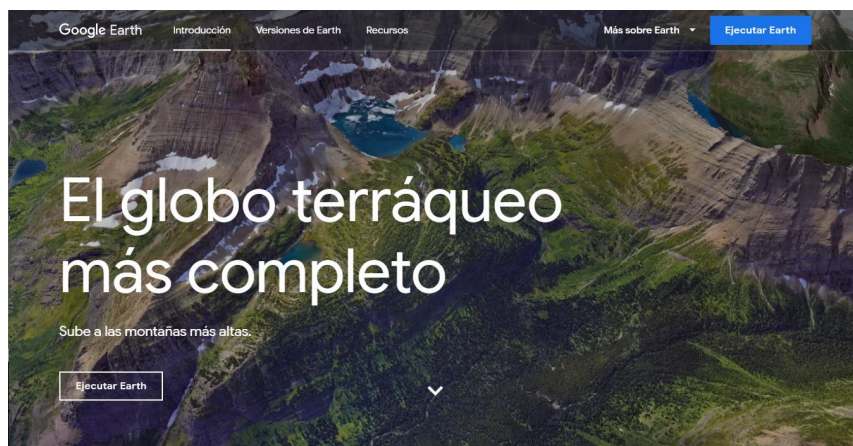 Google Earth
Introducción
Versiones de Earth
Recursos
Más sobre Earth
Ejecutar Earth
El globo terráqueo
más completo
Sube a las montañas más altas.
Ejecutar Earth